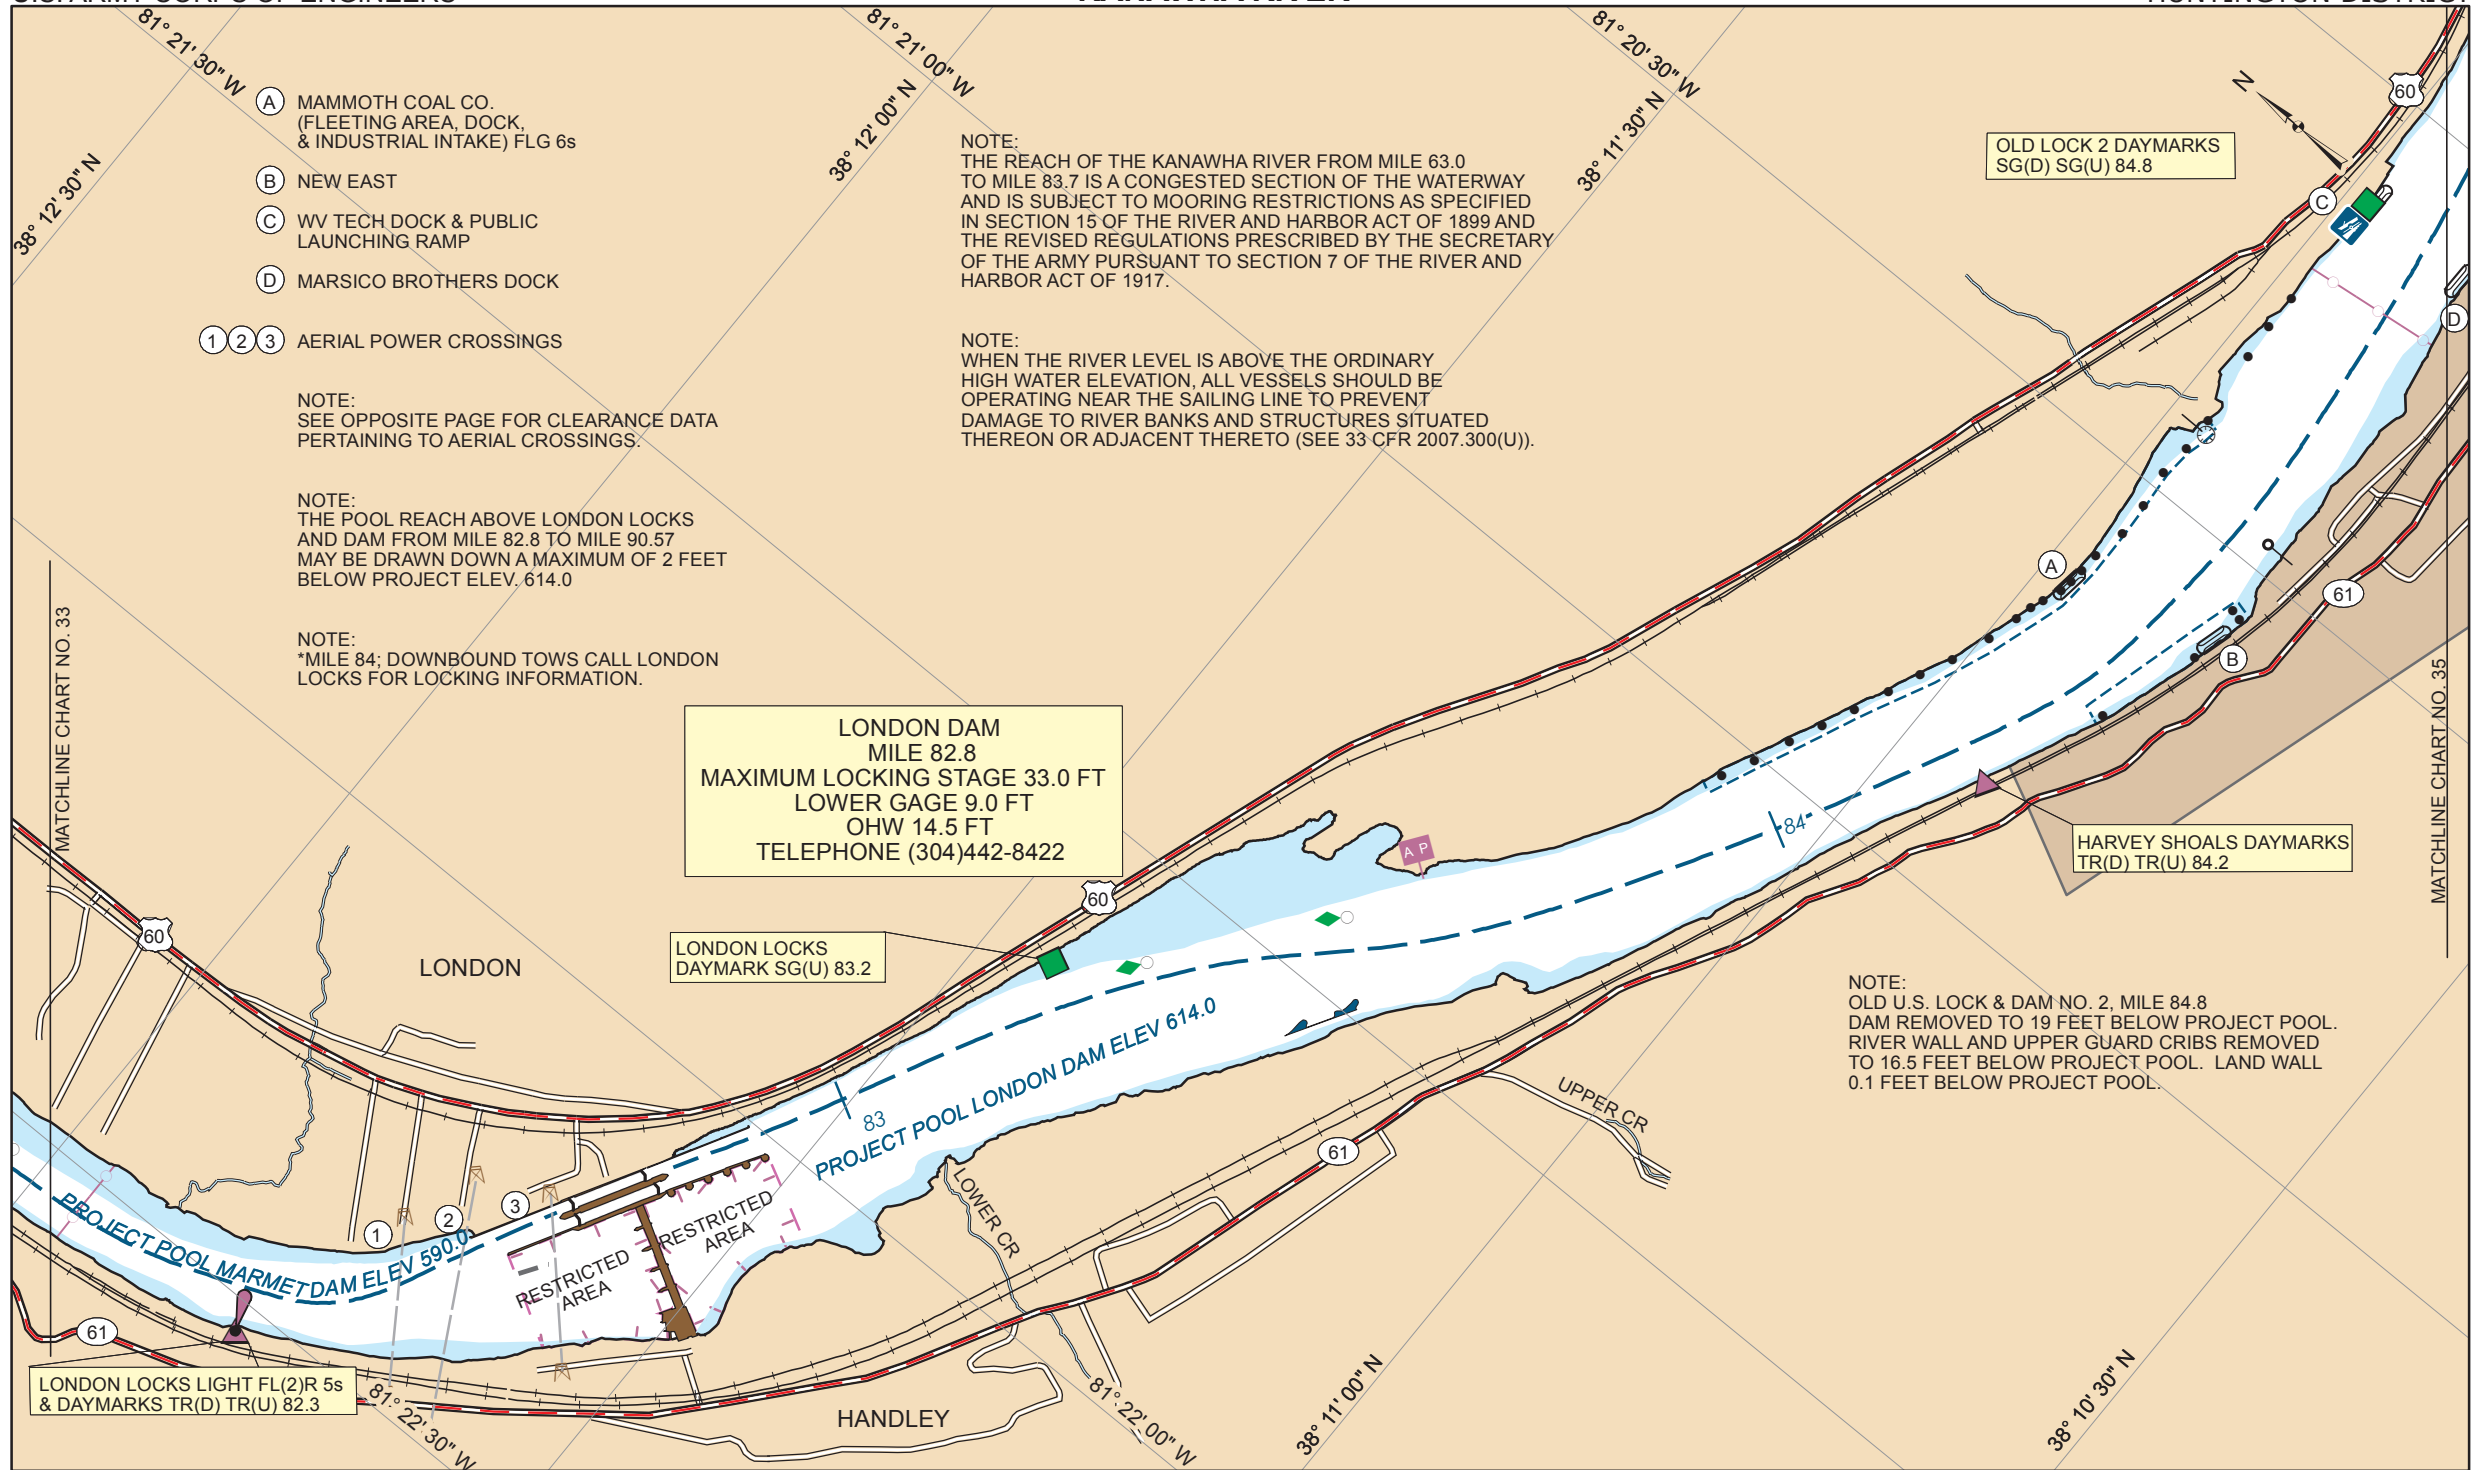 81° 21' 30" W
81° 21' 00" W
81° 20' 30" W
38° 12' 30" N
38° 12' 00" N
38° 11' 30" N
N
A MAMMOTH COAL CO.
(FLEETING AREA, DOCK,
& INDUSTRIAL INTAKE) FLG 6s
B NEW EAST
C WV TECH DOCK & PUBLIC
LAUNCHING RAMP
D MARSICO BROTHERS DOCK
1 2 3 AERIAL POWER CROSSINGS
NOTE:
SEE OPPOSITE PAGE FOR CLEARANCE DATA
PERTAINING TO AERIAL CROSSINGS.
NOTE:
THE POOL REACH ABOVE LONDON LOCKS
AND DAM FROM MILE 82.8 TO MILE 90.57
MAY BE DRAWN DOWN A MAXIMUM OF 2 FEET
BELOW PROJECT ELEV. 614.0
NOTE:
*MILE 84; DOWNBOUND TOWS CALL LONDON
LOCKS FOR LOCKING INFORMATION.
NOTE:
THE REACH OF THE KANAWHA RIVER FROM MILE 63.0
TO MILE 83.7 IS A CONGESTED SECTION OF THE WATERWAY
AND IS SUBJECT TO MOORING RESTRICTIONS AS SPECIFIED
IN SECTION 15 OF THE RIVER AND HARBOR ACT OF 1899 AND
THE REVISED REGULATIONS PRESCRIBED BY THE SECRETARY
OF THE ARMY PURSUANT TO SECTION 7 OF THE RIVER AND
HARBOR ACT OF 1917.
NOTE:
WHEN THE RIVER LEVEL IS ABOVE THE ORDINARY
HIGH WATER ELEVATION, ALL VESSELS SHOULD BE
OPERATING NEAR THE SAILING LINE TO PREVENT
DAMAGE TO RIVER BANKS AND STRUCTURES SITUATED
THEREON OR ADJACENT THERETO (SEE 33 CFR 2007.300(U)).
OLD LOCK 2 DAYMARKS
SG(D) SG(U) 84.8
60
C
D
A
B
61
MATCHLINE CHART NO. 33
MATCHLINE CHART NO. 35
LONDON DAM
MILE 82.8
MAXIMUM LOCKING STAGE 33.0 FT
LOWER GAGE 9.0 FT
OHW 14.5 FT
TELEPHONE (304)442-8422
A P
84
HARVEY SHOALS DAYMARKS
TR(D) TR(U) 84.2
60
60
LONDON
LONDON LOCKS
DAYMARK SG(U) 83.2
NOTE:
OLD U.S. LOCK & DAM NO. 2, MILE 84.8
DAM REMOVED TO 19 FEET BELOW PROJECT POOL.
RIVER WALL AND UPPER GUARD CRIBS REMOVED
TO 16.5 FEET BELOW PROJECT POOL. LAND WALL
0.1 FEET BELOW PROJECT POOL.
83
PROJECT POOL LONDON DAM ELEV 614.0
UPPER CR
LOWER CR
61
PROJECT POOL MARMET DAM ELEV 590.0
1
2
3
RESTRICTED
AREA
RESTRICTED
AREA
61
LONDON LOCKS LIGHT FL(2)R 5s
& DAYMARKS TR(D) TR(U) 82.3
HANDLEY
81° 22' 30" W
81° 22' 00" W
38° 11' 00" N
38° 10' 30" N